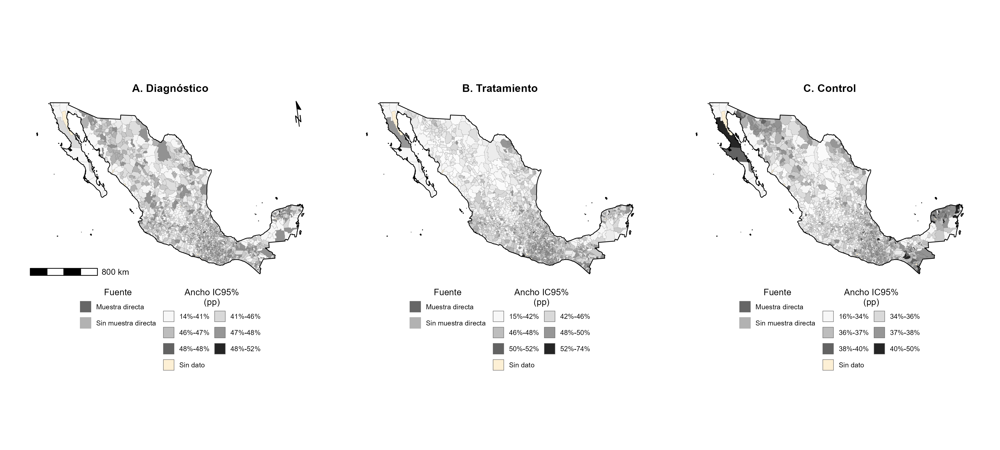 A. Diagnóstico
B. Tratamiento
C. Control
N
800 km
Fuente
Muestra directa
Sin muestra directa
Ancho IC95%
(pp)
14%-41%
41%-46%
46%-47%
47%-48%
48%-48%
48%-52%
Sin dato
Fuente
Muestra directa
Sin muestra directa
Ancho IC95%
(pp)
15%-42%
42%-46%
46%-48%
48%-50%
50%-52%
52%-74%
Sin dato
Fuente
Muestra directa
Sin muestra directa
Ancho IC95%
(pp)
16%-34%
34%-36%
36%-37%
37%-38%
38%-40%
40%-50%
Sin dato